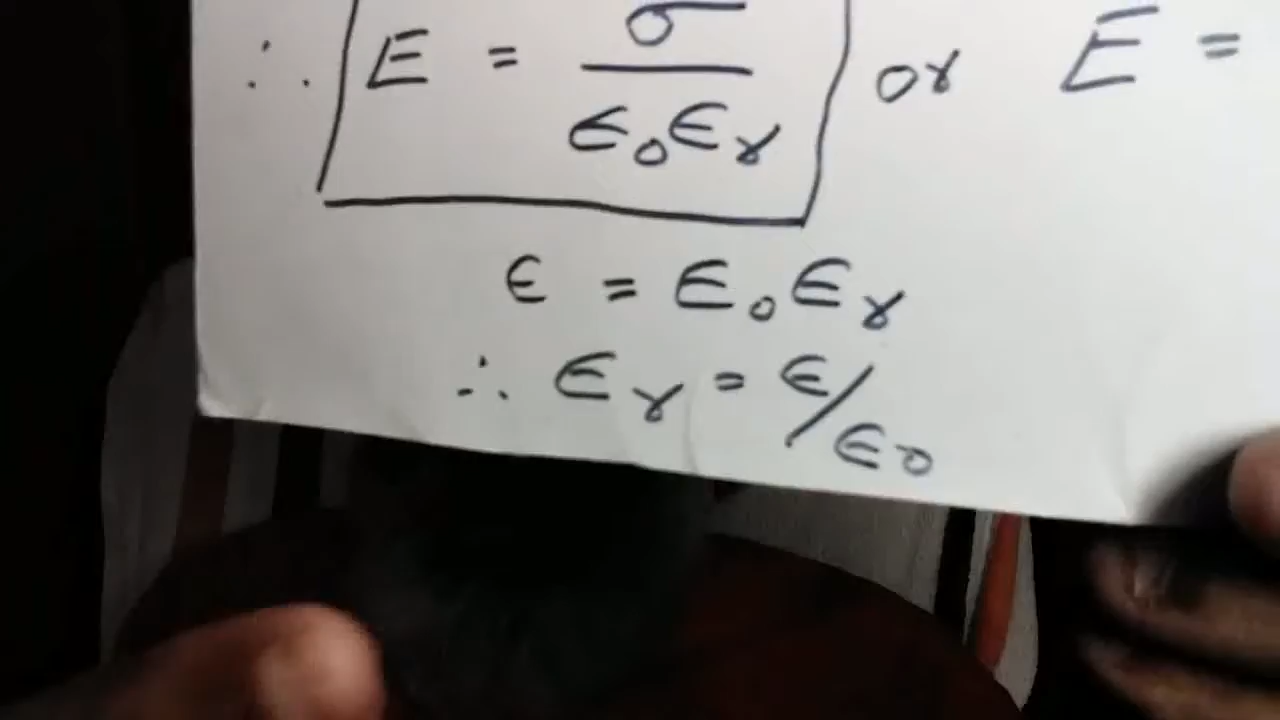 ∴ E = σ / ϵ₀ϵᵣ or E =
ϵ = ϵ₀ϵᵣ
∴ ϵᵣ = ϵ/ϵ₀